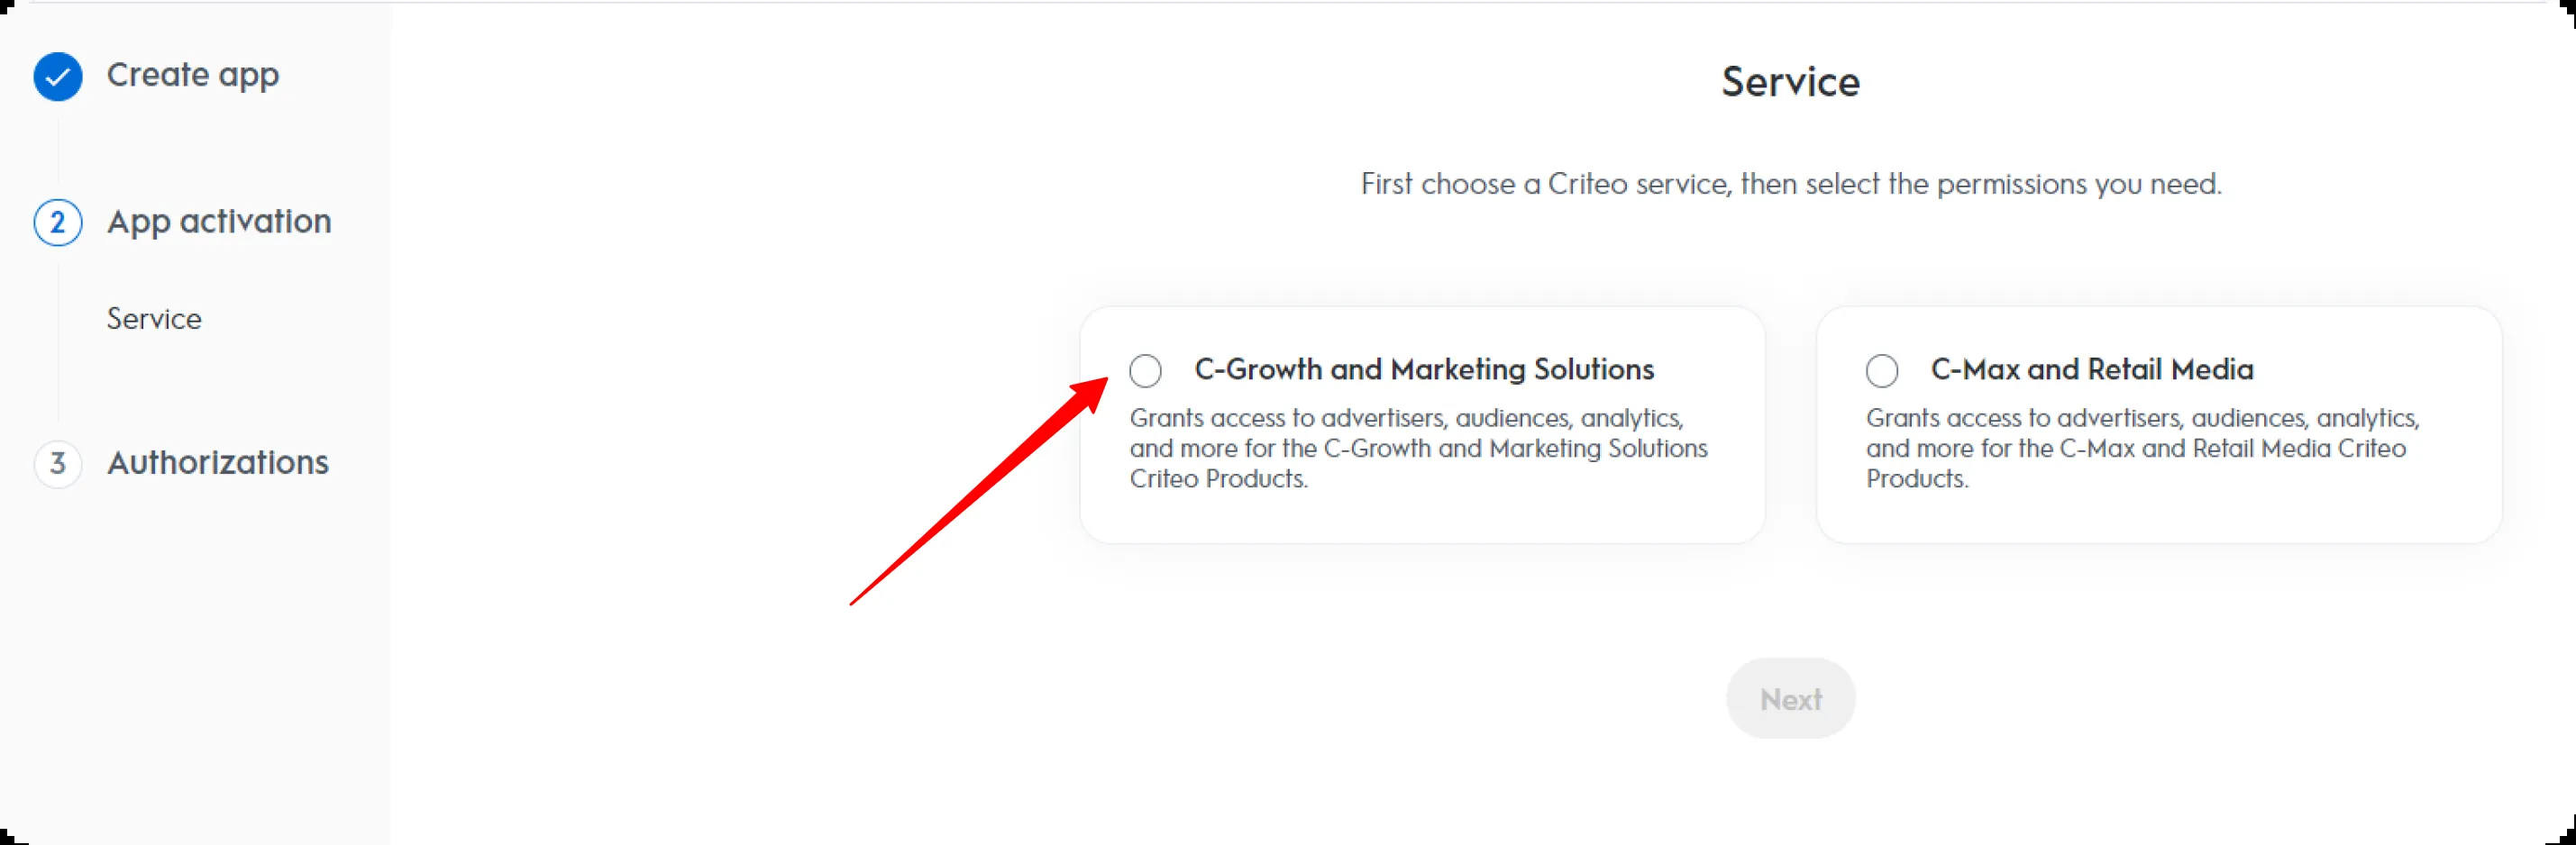 Create app
2 App activation
Service
3 Authorizations
Service
First choose a Criteo service, then select the permissions you need.
C-Growth and Marketing Solutions
Grants access to advertisers, audiences, analytics,
and more for the C-Growth and Marketing Solutions
Criteo Products.
C-Max and Retail Media
Grants access to advertisers, audiences, analytics,
and more for the C-Max and Retail Media Criteo
Products.
Next